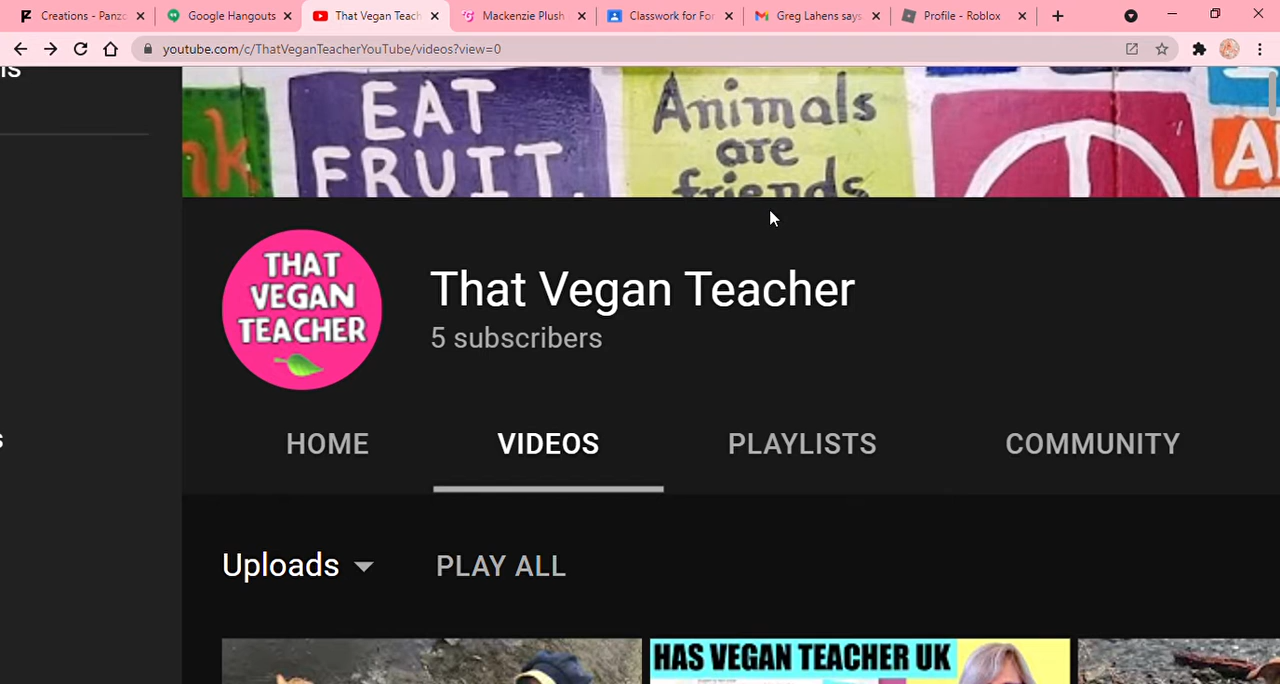 Creations - Panzo
Google Hangouts
That Vegan Teach
Mackenzie Plush
Classwork for For
Greg Lahens says
Profile - Roblox
youtube.com/c/ThatVeganTeacherYouTube/videos?view=0
EAT
FRUIT.
Animals
are
friends
THAT
VEGAN
TEACHER
That Vegan Teacher
5 subscribers
HOME
VIDEOS
PLAYLISTS
COMMUNITY
Uploads
PLAY ALL
HAS VEGAN TEACHER UK